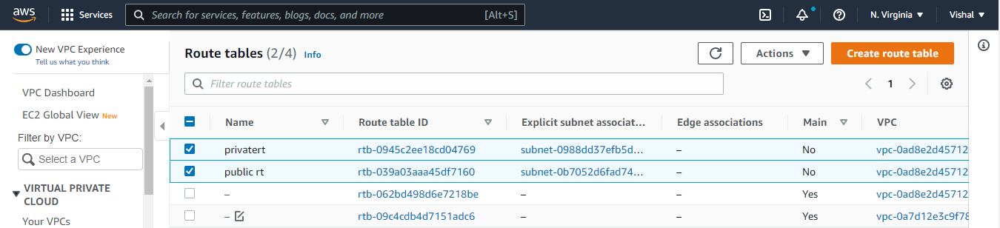 aws Services Search for services, features, blogs, docs, and more [Alt+S] N. Virginia Vishal
New VPC Experience
Tell us what you think
VPC Dashboard
EC2 Global View New
Filter by VPC:
Select a VPC
VIRTUAL PRIVATE
CLOUD
Your VPCs
Route tables (2/4) Info Actions Create route table
Filter route tables 1
Name Route table ID Explicit subnet associat... Edge associations Main VPC
privatert rtb-0945c2ee18cd04769 subnet-0988dd37efb5d... – No vpc-0ad8e2d45712
public rt rtb-039a03aaa45df7160 subnet-0b7052d6fad74... – No vpc-0ad8e2d45712
– rtb-062bd498d6e7218be – – Yes vpc-0ad8e2d45712
– rtb-09c4cdb4d7151adc6 – – Yes vpc-0a7d12e3c9f78